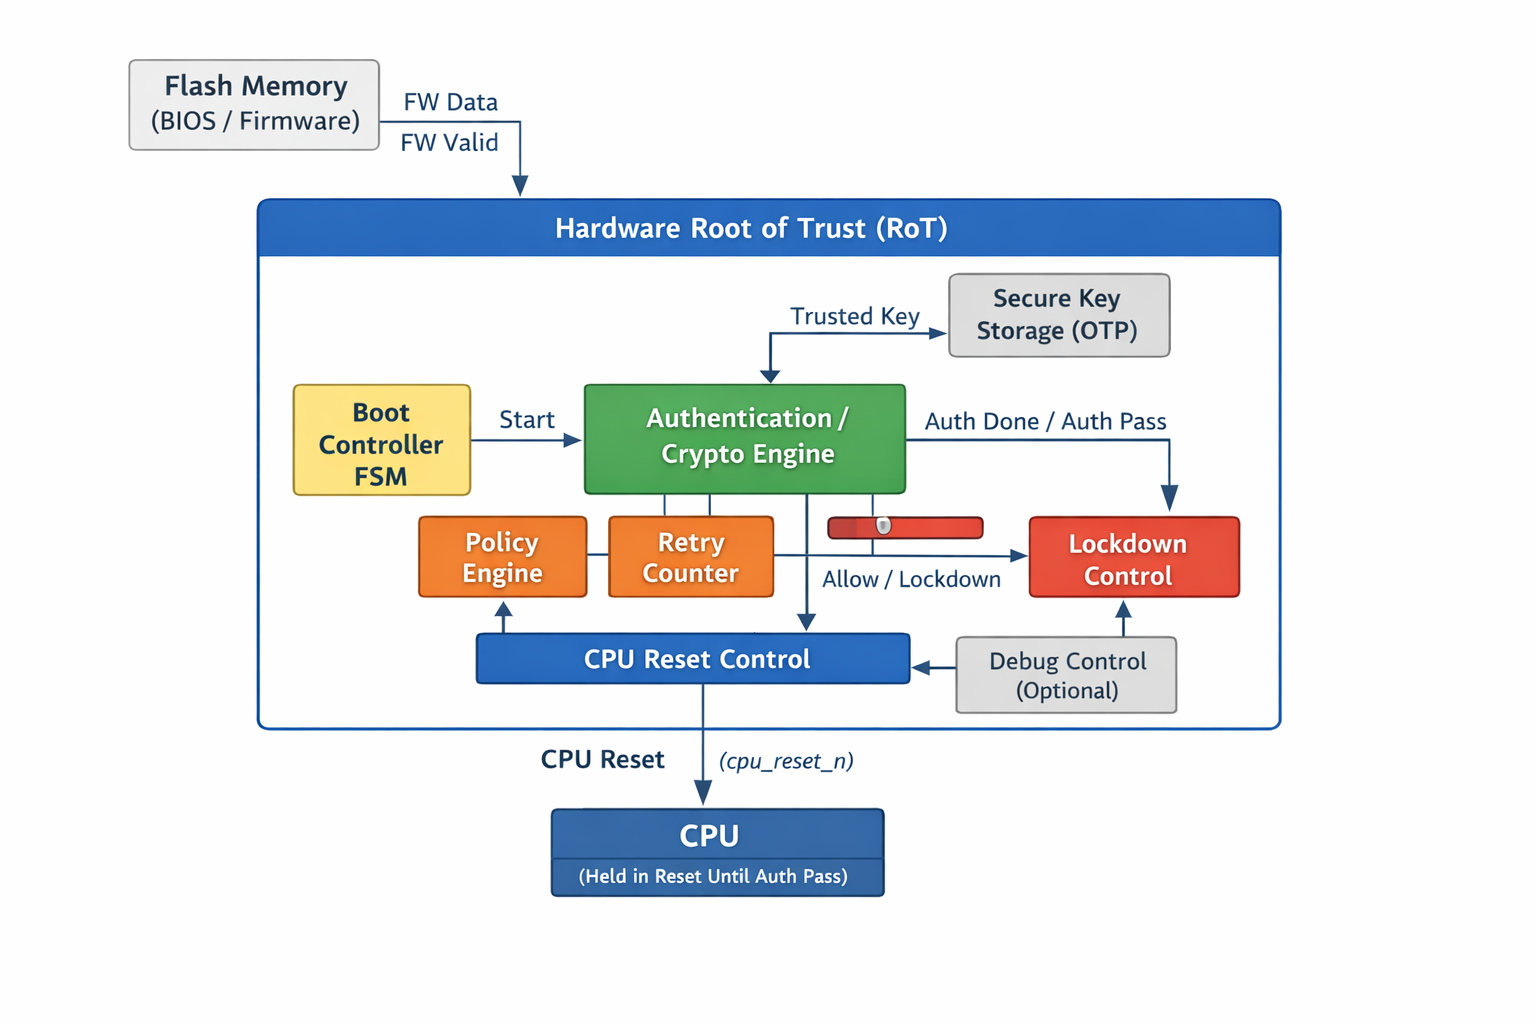 Flash Memory
(BIOS / Firmware)
FW Data
FW Valid
Hardware Root of Trust (RoT)
Secure Key
Storage (OTP)
Trusted Key
Boot
Controller
FSM
Start
Authentication /
Crypto Engine
Auth Done / Auth Pass
Policy
Engine
Retry
Counter
Allow / Lockdown
Lockdown
Control
CPU Reset Control
Debug Control
(Optional)
CPU Reset
(cpu_reset_n)
CPU
(Held in Reset Until Auth Pass)